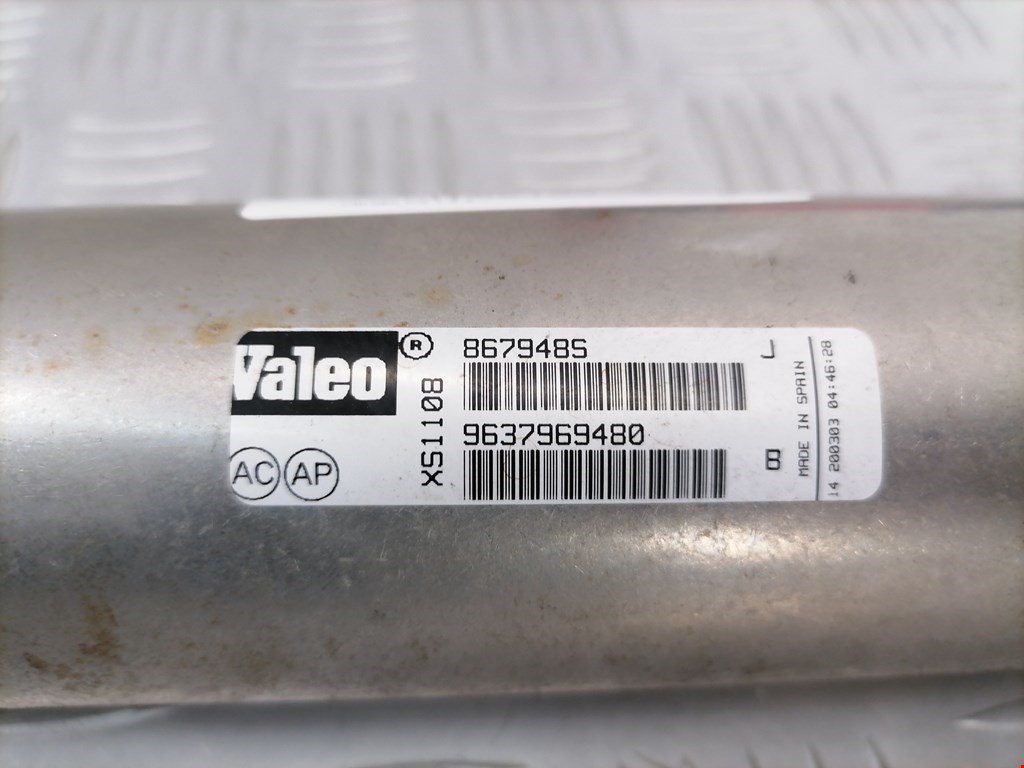 Valeo ®
867948S
J
XS1108
9637969480
B
AC AP
MADE IN SPAIN
14 200303 04:46:28